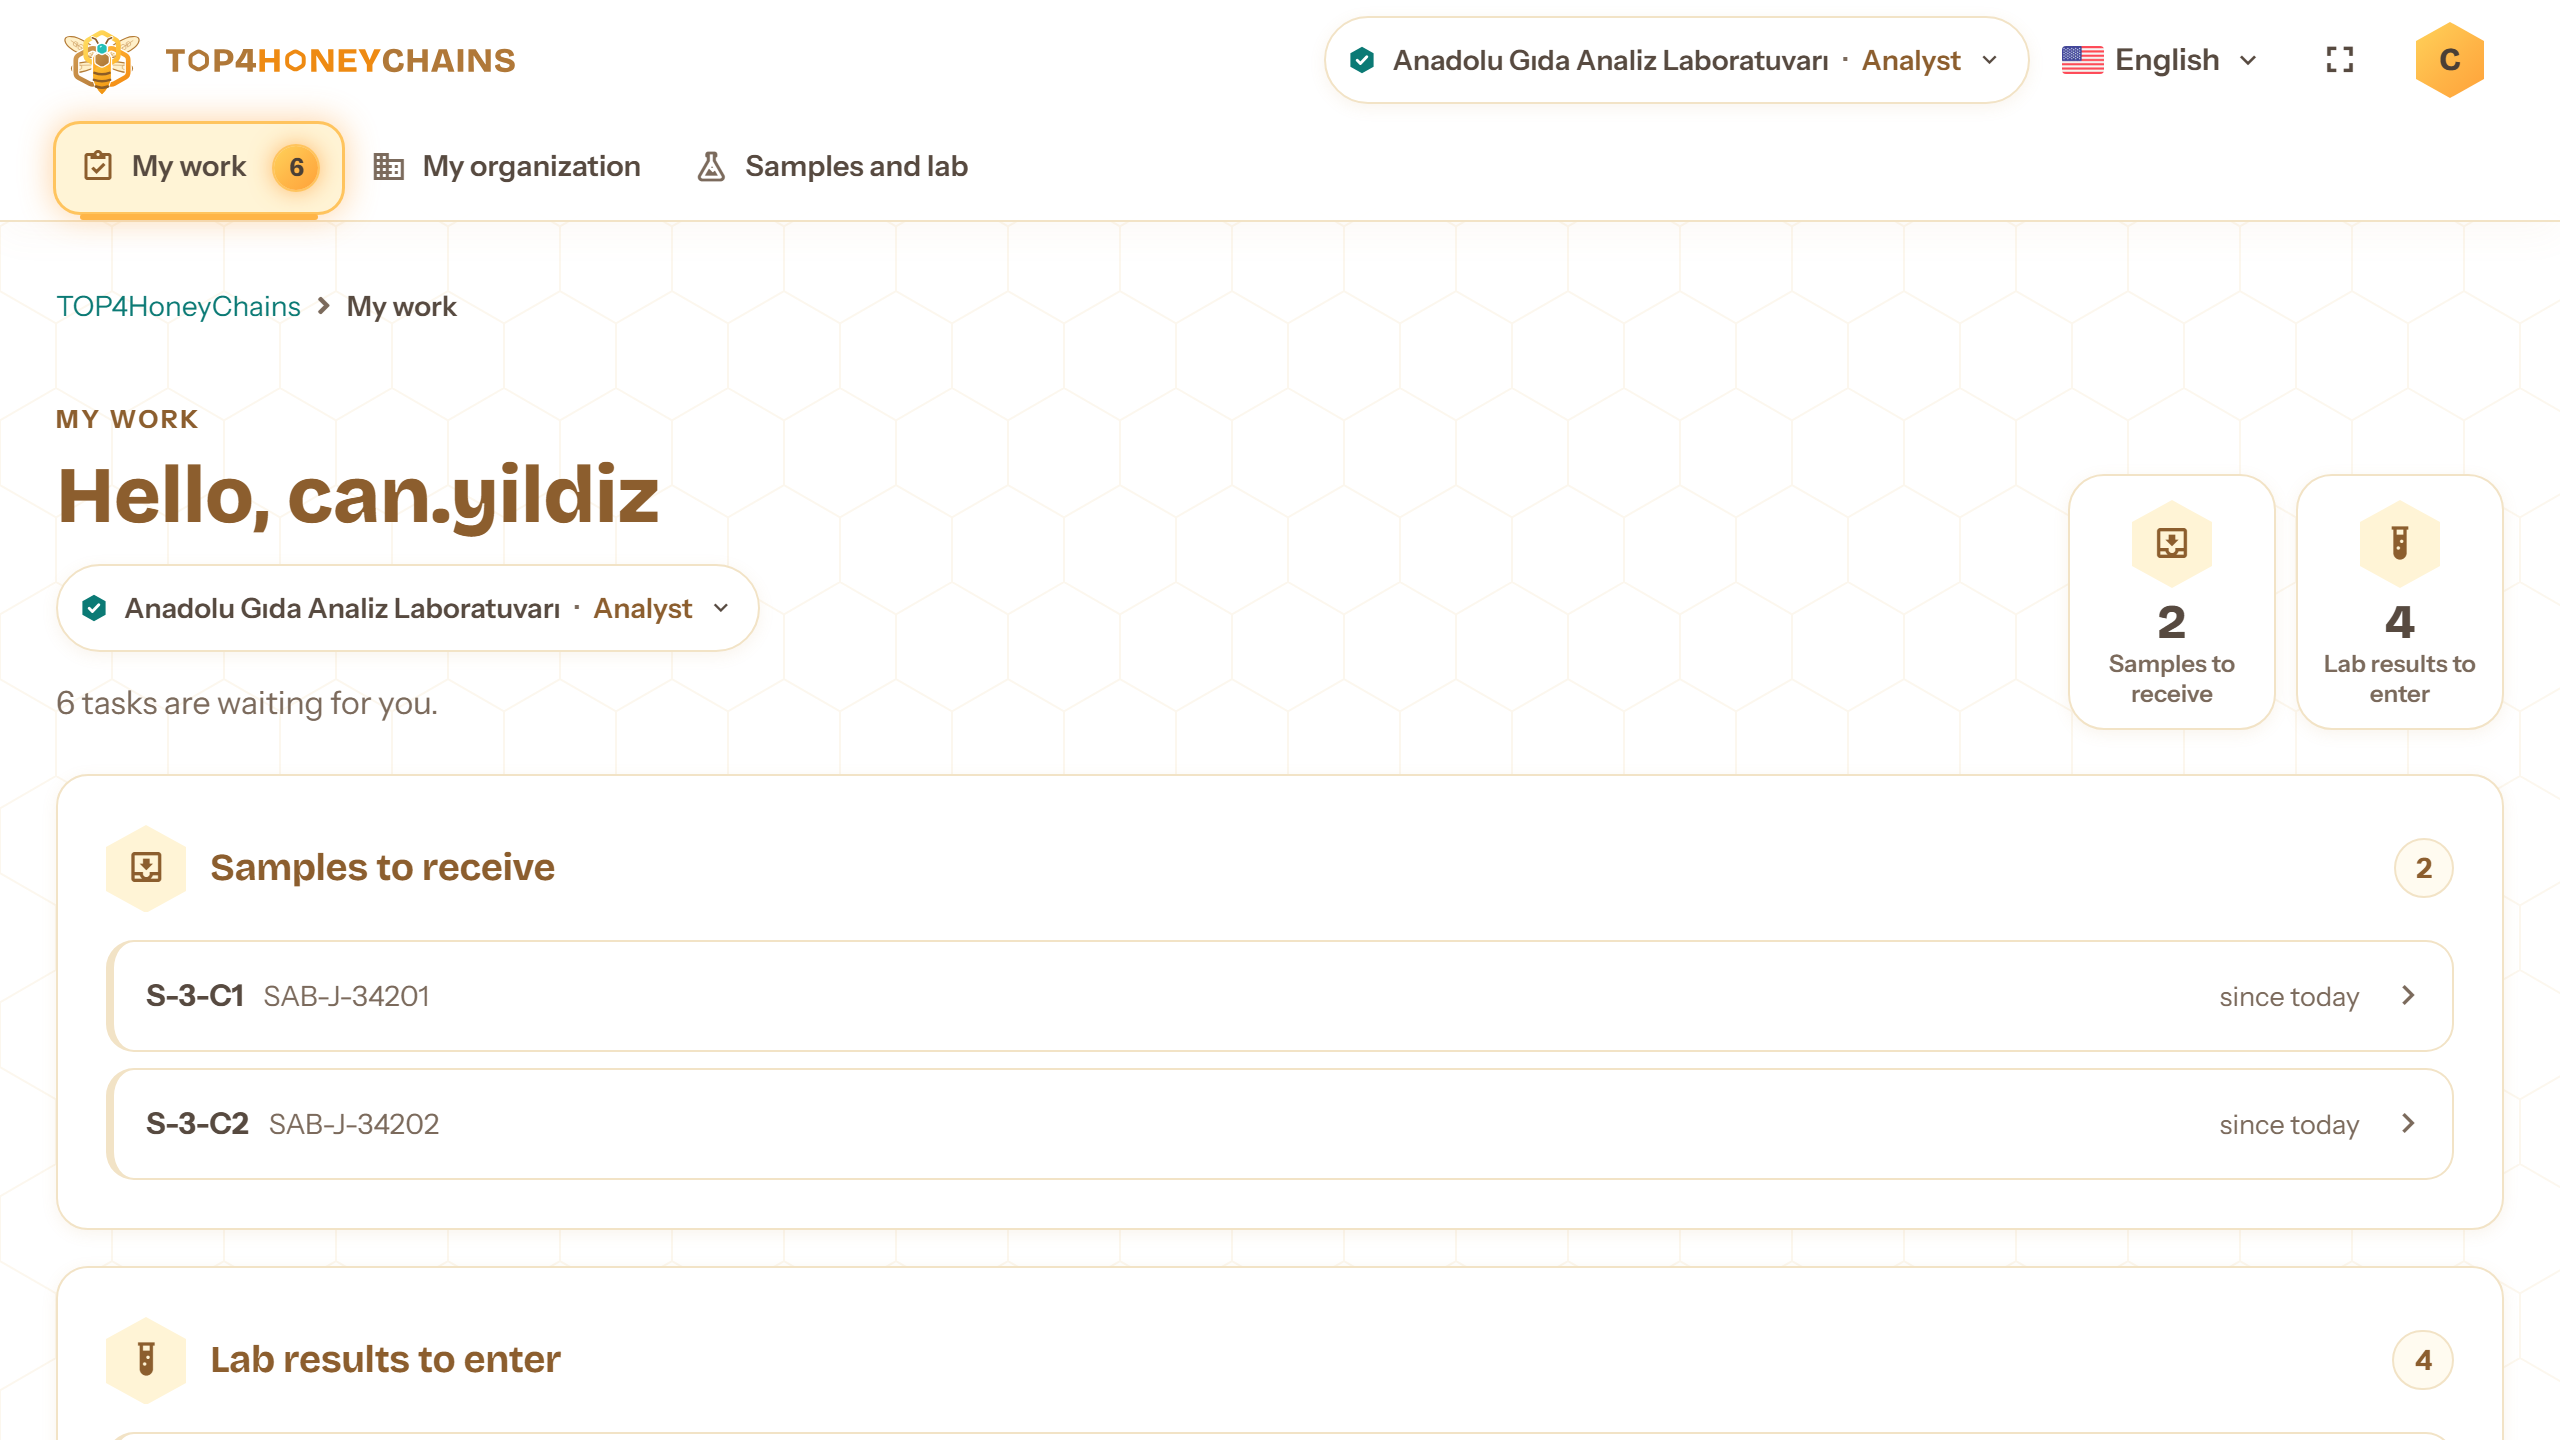 TOP4HONEYCHAINS
Anadolu Gıda Analiz Laboratuvarı · Analyst
English
C
My work 6
My organization
Samples and lab
TOP4HoneyChains > My work
MY WORK
Hello, can.yildiz
Anadolu Gıda Analiz Laboratuvarı · Analyst
6 tasks are waiting for you.
2
Samples to
receive
4
Lab results to
enter
Samples to receive
2
S-3-C1 SAB-J-34201
since today
S-3-C2 SAB-J-34202
since today
Lab results to enter
4